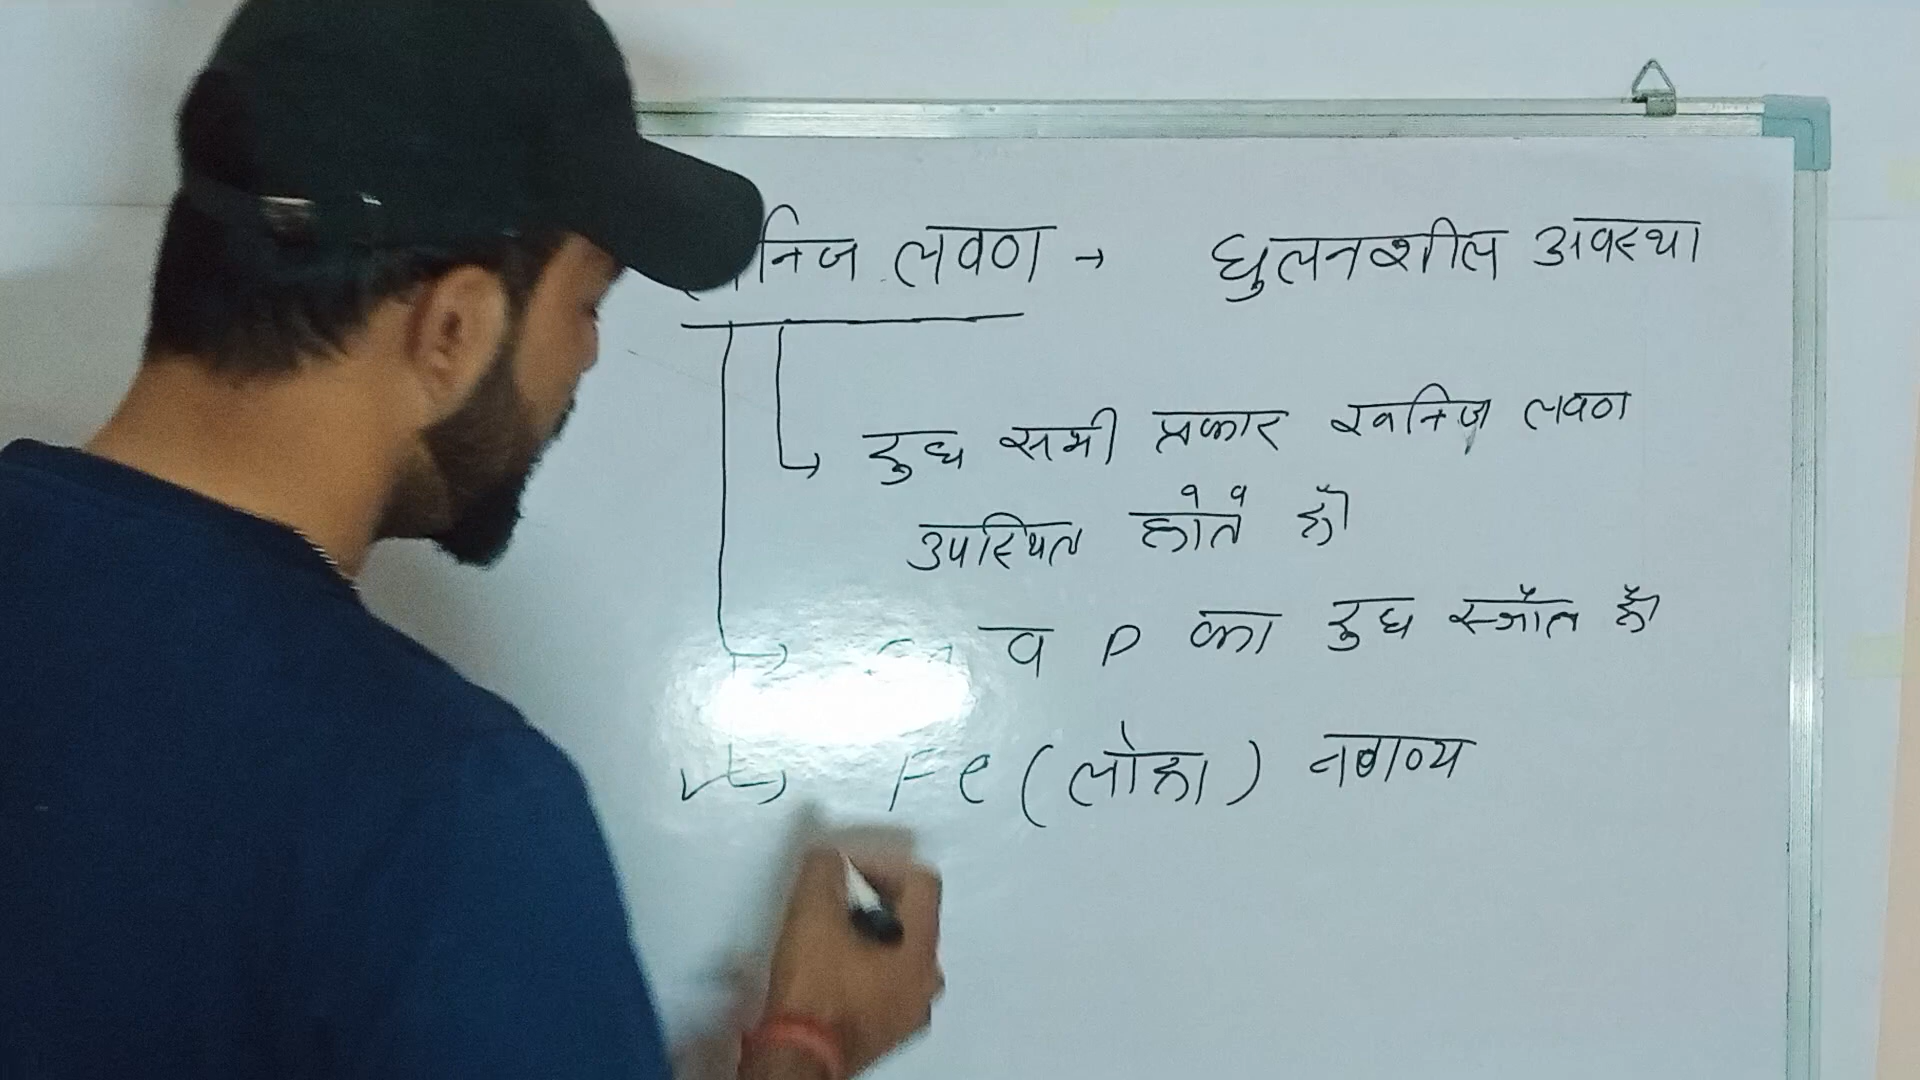 निज लवण → घुलनशील अवस्था
↳ दुध सभी प्रकार खनिज लवण
उपस्थित होते है।
→ व P का दुध स्त्रोत है।
↳ Fe (लोहा) नगण्य